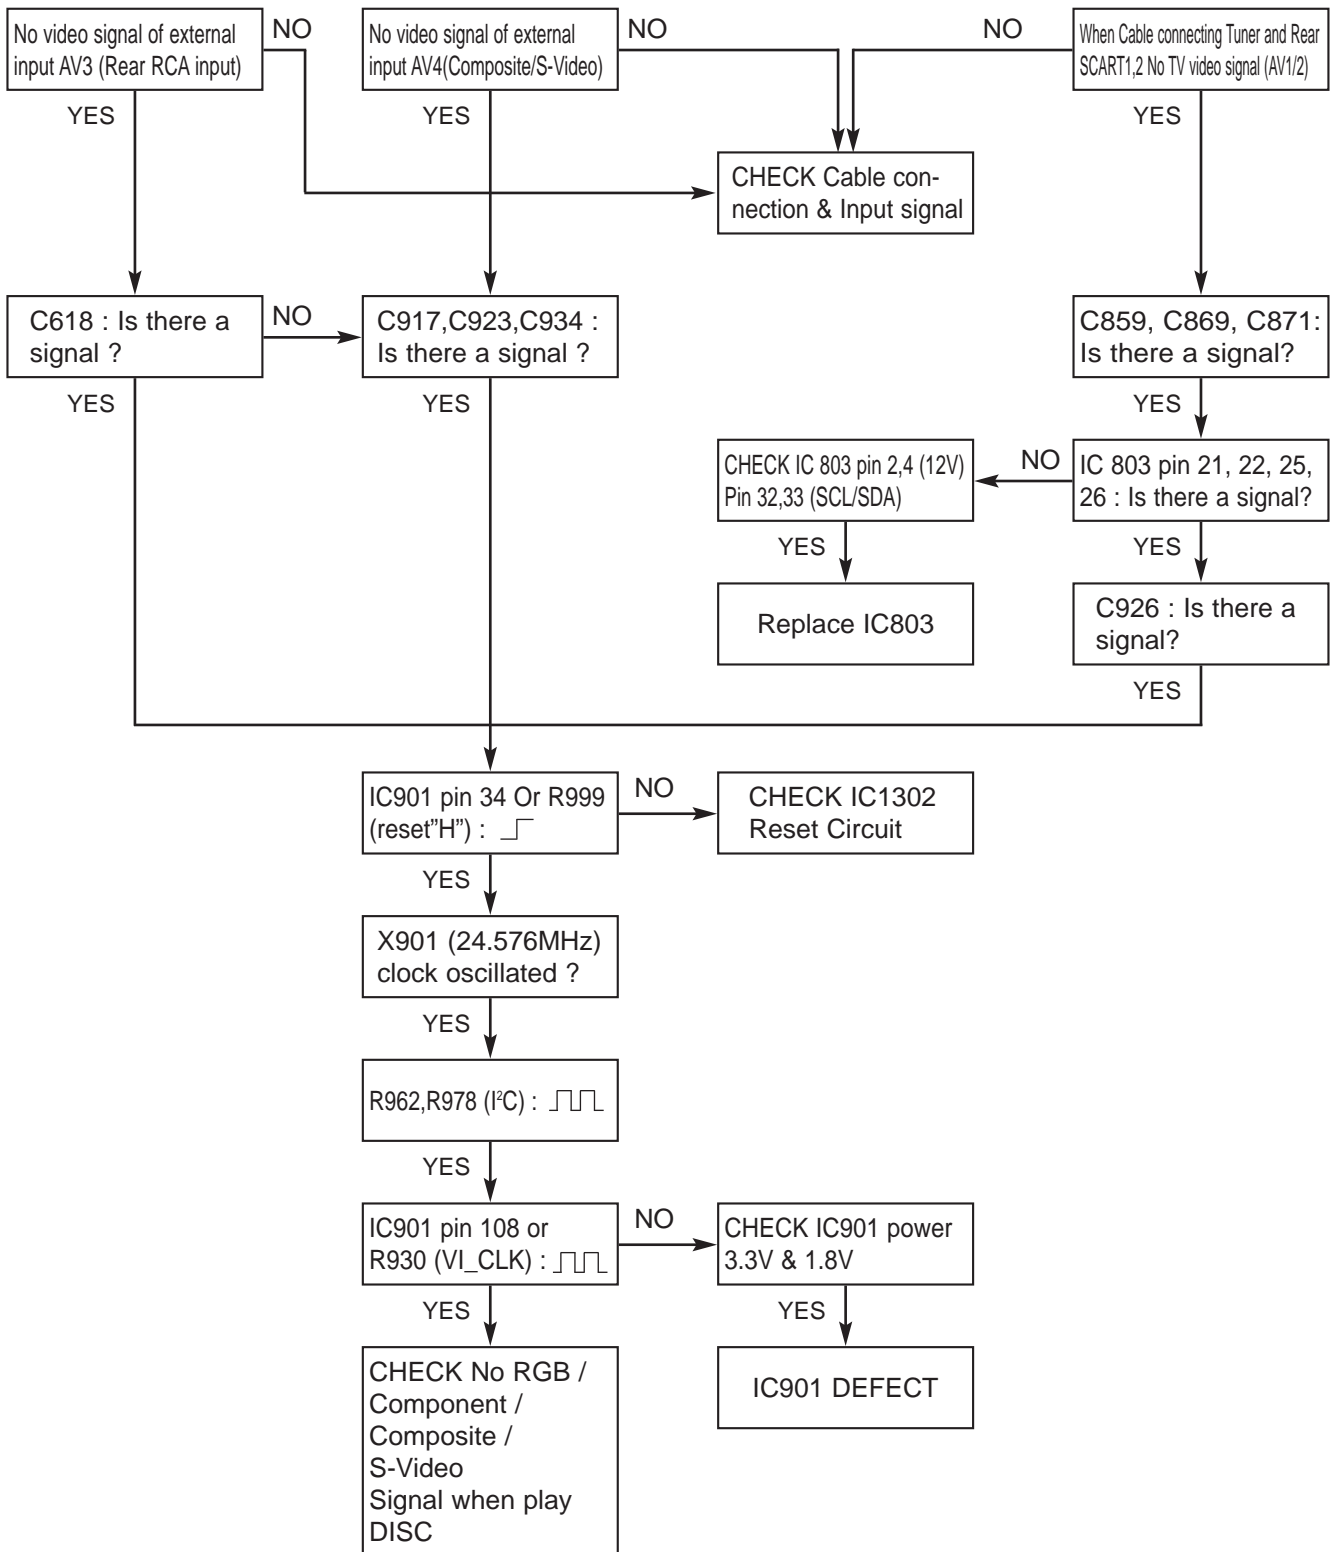 No video signal of external
input AV3 (Rear RCA input)
NO
YES
No video signal of external
input AV4(Composite/S-Video)
NO
YES
NO
When Cable connecting Tuner and Rear
SCART1,2 No TV video signal (AV1/2)
YES
CHECK Cable con-
nection & Input signal
C618 : Is there a
signal ?
NO
YES
C917,C923,C934 :
Is there a signal ?
YES
C859, C869, C871:
Is there a signal?
YES
CHECK IC 803 pin 2,4 (12V)
Pin 32,33 (SCL/SDA)
YES
NO
IC 803 pin 21, 22, 25,
26 : Is there a signal?
YES
Replace IC803
C926 : Is there a
signal?
YES
IC901 pin 34 Or R999
(reset”H”) :
NO
YES
CHECK IC1302
Reset Circuit
X901 (24.576MHz)
clock oscillated ?
YES
R962,R978 (I²C) :
YES
IC901 pin 108 or
R930 (VI_CLK) :
NO
YES
CHECK IC901 power
3.3V & 1.8V
YES
CHECK No RGB /
Component /
Composite /
S-Video
Signal when play
DISC
IC901 DEFECT